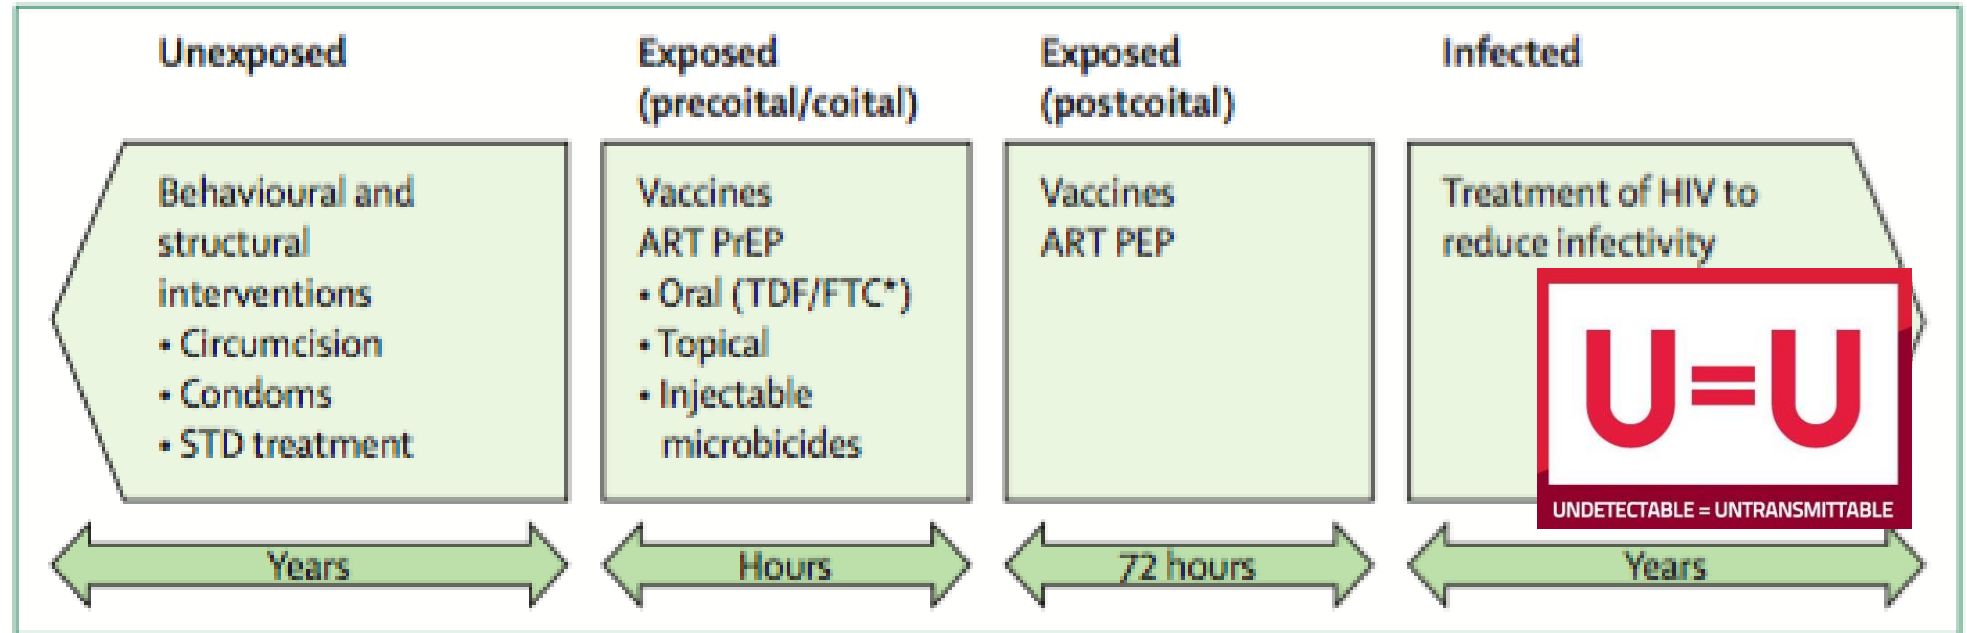 Unexposed
Behavioural and
structural
interventions
• Circumcision
• Condoms
• STD treatment
Years
Exposed
(precoital/coital)
Vaccines
ART PrEP
• Oral (TDF/FTC*)
• Topical
• Injectable
microbicides
Hours
Exposed
(postcoital)
Vaccines
ART PEP
72 hours
Infected
Treatment of HIV to
reduce infectivity
U=U
UNDETECTABLE = UNTRANSMITTABLE
Years